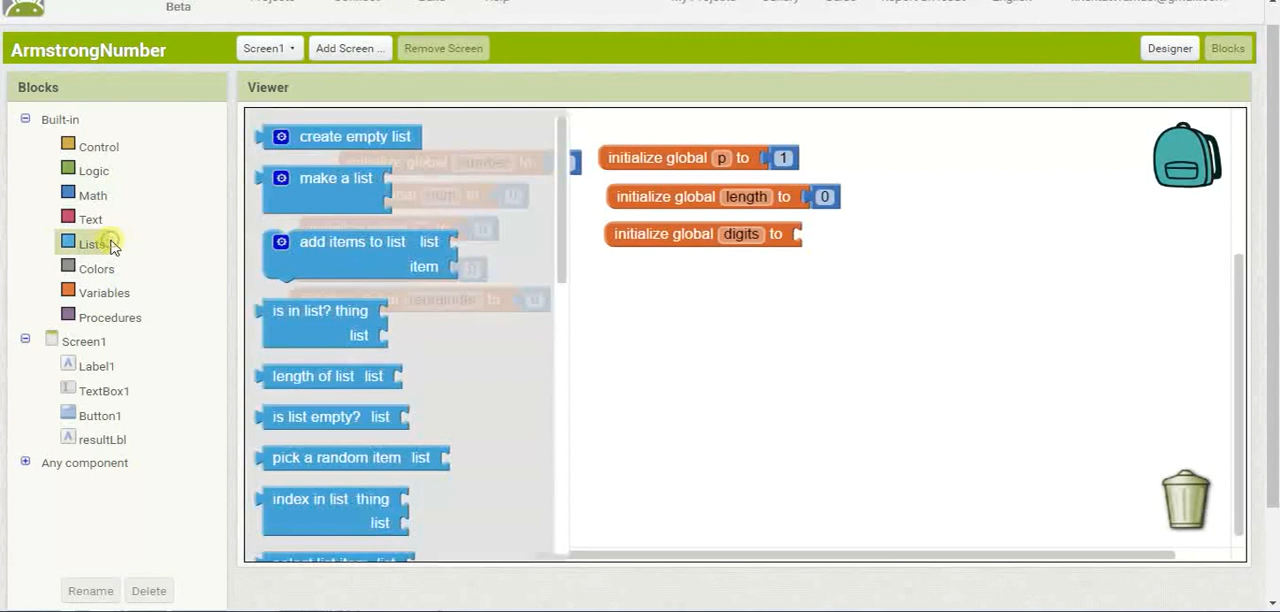 Beta
ArmstrongNumber
Screen1
Add Screen ...
Remove Screen
Designer
Blocks
Blocks
Viewer
Built-in
Control
Logic
Math
Text
Lists
Colors
Variables
Procedures
Screen1
Label1
TextBox1
Button1
resultLbl
Any component
Rename
Delete
create empty list
make a list
add items to list list
item
is in list? thing
list
length of list list
is list empty? list
pick a random item list
index in list thing
list
initialize global p to 1
initialize global length to 0
initialize global digits to